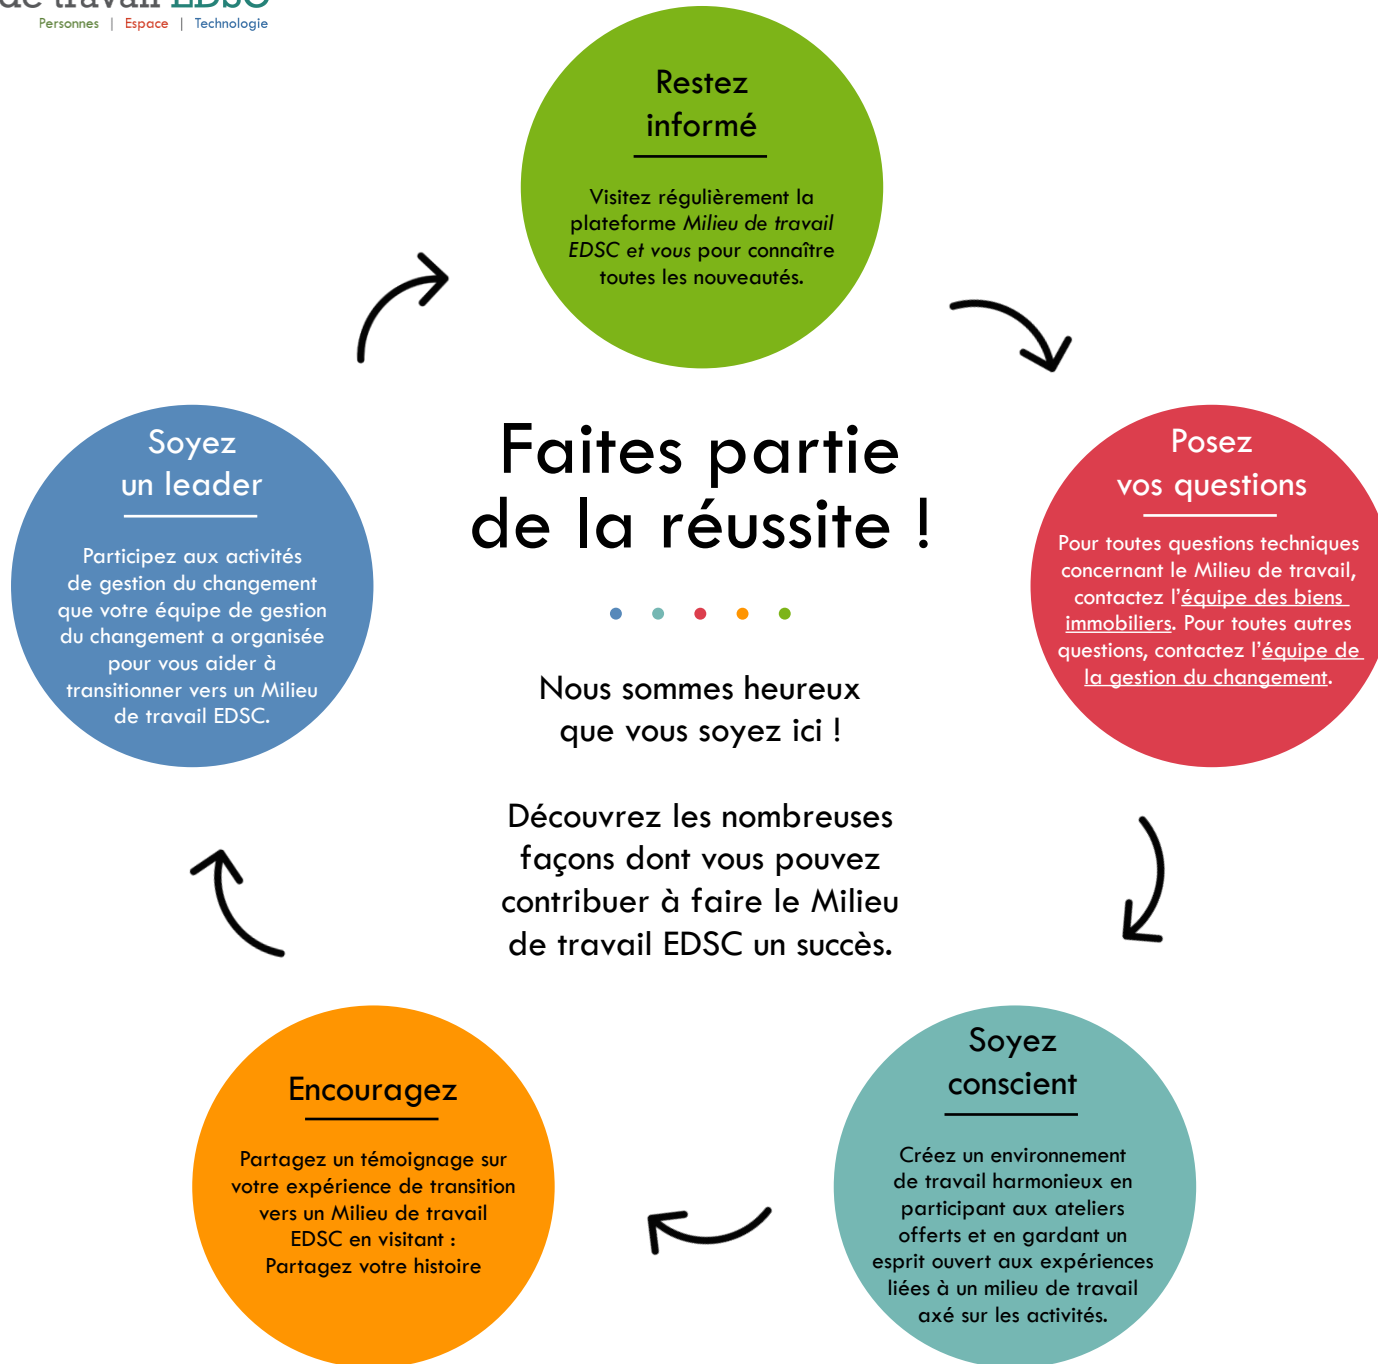 de travail EDSC
Personnes | Espace | Technologie
Restez
informé
Visitez régulièrement la
plateforme Milieu de travail
EDSC et vous pour connaître
toutes les nouveautés.
Soyez
un leader
Participez aux activités
de gestion du changement
que votre équipe de gestion
du changement a organisée
pour vous aider à
transitionner vers un Milieu
de travail EDSC.
Faites partie
de la réussite !
Nous sommes heureux
que vous soyez ici !
Découvrez les nombreuses
façons dont vous pouvez
contribuer à faire le Milieu
de travail EDSC un succès.
Posez
vos questions
Pour toutes questions techniques
concernant le Milieu de travail,
contactez l'équipe des biens
immobiliers. Pour toutes autres
questions, contactez l'équipe de
la gestion du changement.
Encouragez
Partagez un témoignage sur
votre expérience de transition
vers un Milieu de travail
EDSC en visitant :
Partagez votre histoire
Soyez
conscient
Créez un environnement
de travail harmonieux en
participant aux ateliers
offerts et en gardant un
esprit ouvert aux expériences
liées à un milieu de travail
axé sur les activités.